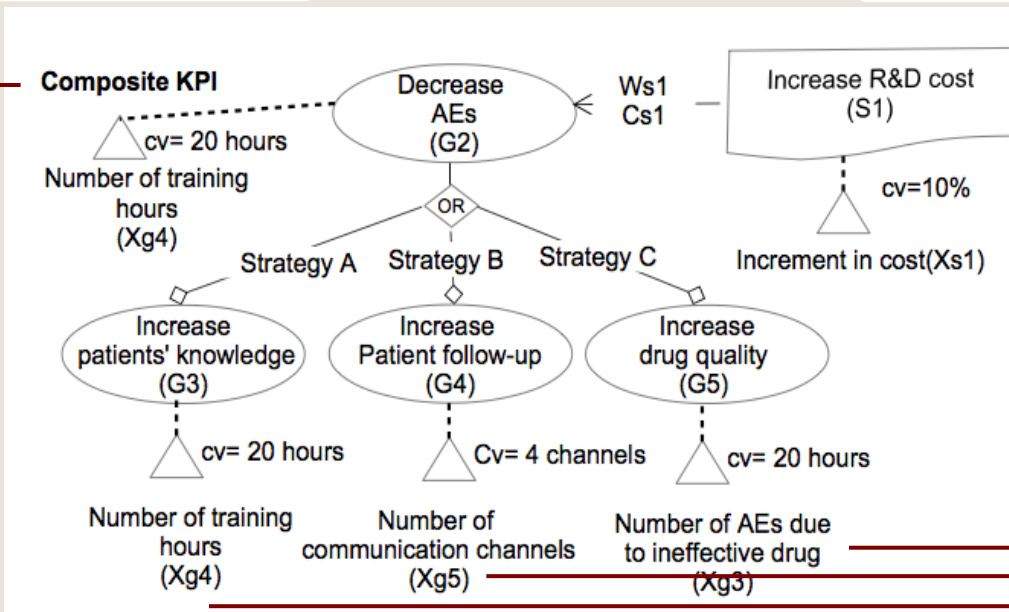 Composite KPI
cv= 20 hours
Number of training
hours
(Xg4)
Decrease
AEs
(G2)
Ws1
Cs1
Increase R&D cost
(S1)
cv=10%
Increment in cost(Xs1)
OR
Strategy A
Strategy B
Strategy C
Increase
patients' knowledge
(G3)
Increase
Patient follow-up
(G4)
Increase
drug quality
(G5)
cv= 20 hours
Cv= 4 channels
cv= 20 hours
Number of training
hours
(Xg4)
Number of
communication channels
(Xg5)
Number of AEs due
to ineffective drug
(Xg3)